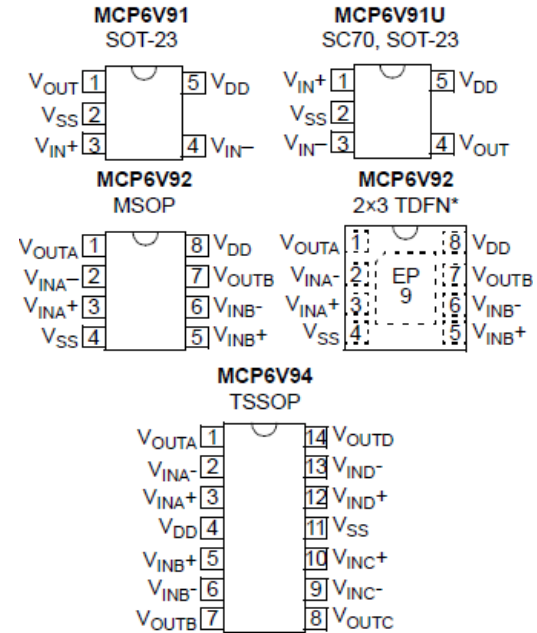 MCP6V91
SOT-23
VOUT 1
VSS 2
VIN+ 3
5 VDD
4 VIN–
MCP6V91U
SC70, SOT-23
VIN+ 1
VSS 2
VIN– 3
5 VDD
4 VOUT
MCP6V92
MSOP
VOUTA 1
VINA– 2
VINA+ 3
VSS 4
8 VDD
7 VOUTB
6 VINB-
5 VINB+
MCP6V92
2×3 TDFN*
VOUTA 1
VINA- 2
VINA+ 3
VSS 4
EP
9
8 VDD
7 VOUTB
6 VINB-
5 VINB+
MCP6V94
TSSOP
VOUTA 1
VINA- 2
VINA+ 3
VDD 4
VINB+ 5
VINB- 6
VOUTB 7
14 VOUTD
13 VIND-
12 VIND+
11 VSS
10 VINC+
9 VINC-
8 VOUTC